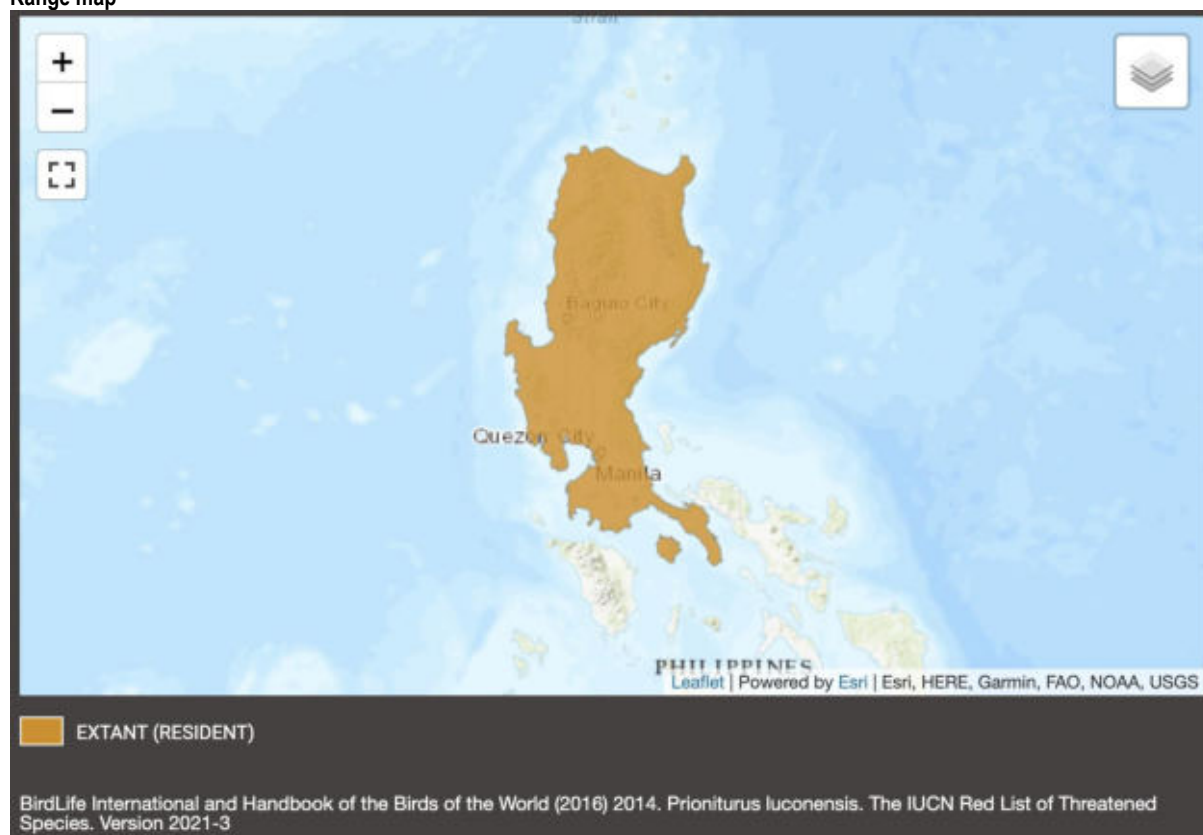 Range map
Strait
+
−
Baguio City
Quezon City
Manila
PHILIPPINES
Leaflet | Powered by Esri | Esri, HERE, Garmin, FAO, NOAA, USGS
EXTANT (RESIDENT)
BirdLife International and Handbook of the Birds of the World (2016) 2014. Prioniturus luconensis. The IUCN Red List of Threatened
Species. Version 2021-3